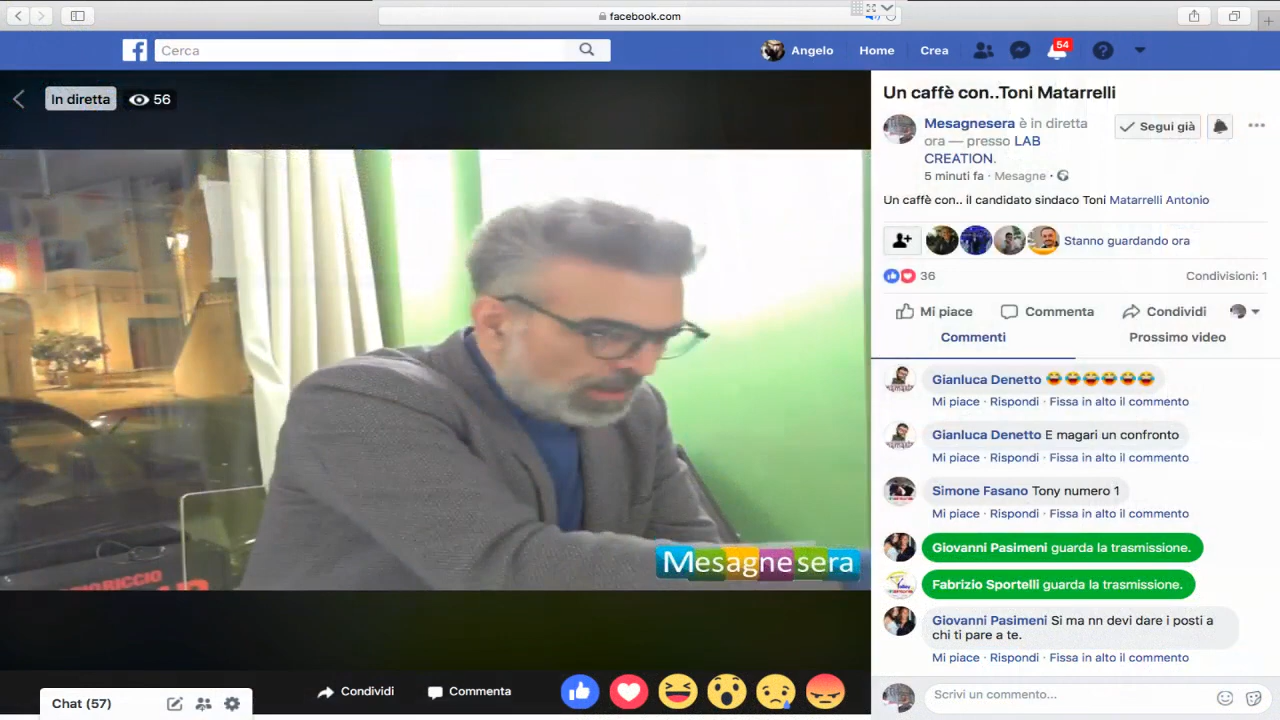 facebook.com
Cerca
Angelo
Home
Crea
54
In diretta
56
Un caffè con..Toni Matarrelli
Mesagnesera è in diretta
ora — presso LAB
CREATION.
5 minuti fa · Mesagne ·
Segui già
Un caffè con.. il candidato sindaco Toni Matarrelli Antonio
Stanno guardando ora
36
Condivisioni: 1
Mi piace
Commenta
Condividi
Commenti
Prossimo video
Gianluca Denetto
Mi piace · Rispondi · Fissa in alto il commento
Gianluca Denetto E magari un confronto
Mi piace · Rispondi · Fissa in alto il commento
Simone Fasano Tony numero 1
Mi piace · Rispondi · Fissa in alto il commento
Giovanni Pasimeni guarda la trasmissione.
Fabrizio Sportelli guarda la trasmissione.
Giovanni Pasimeni Si ma nn devi dare i posti a
chi ti pare a te.
Mi piace · Rispondi · Fissa in alto il commento
Scrivi un commento...
RICCIO
Mesagnesera
Condividi
Commenta
Chat (57)